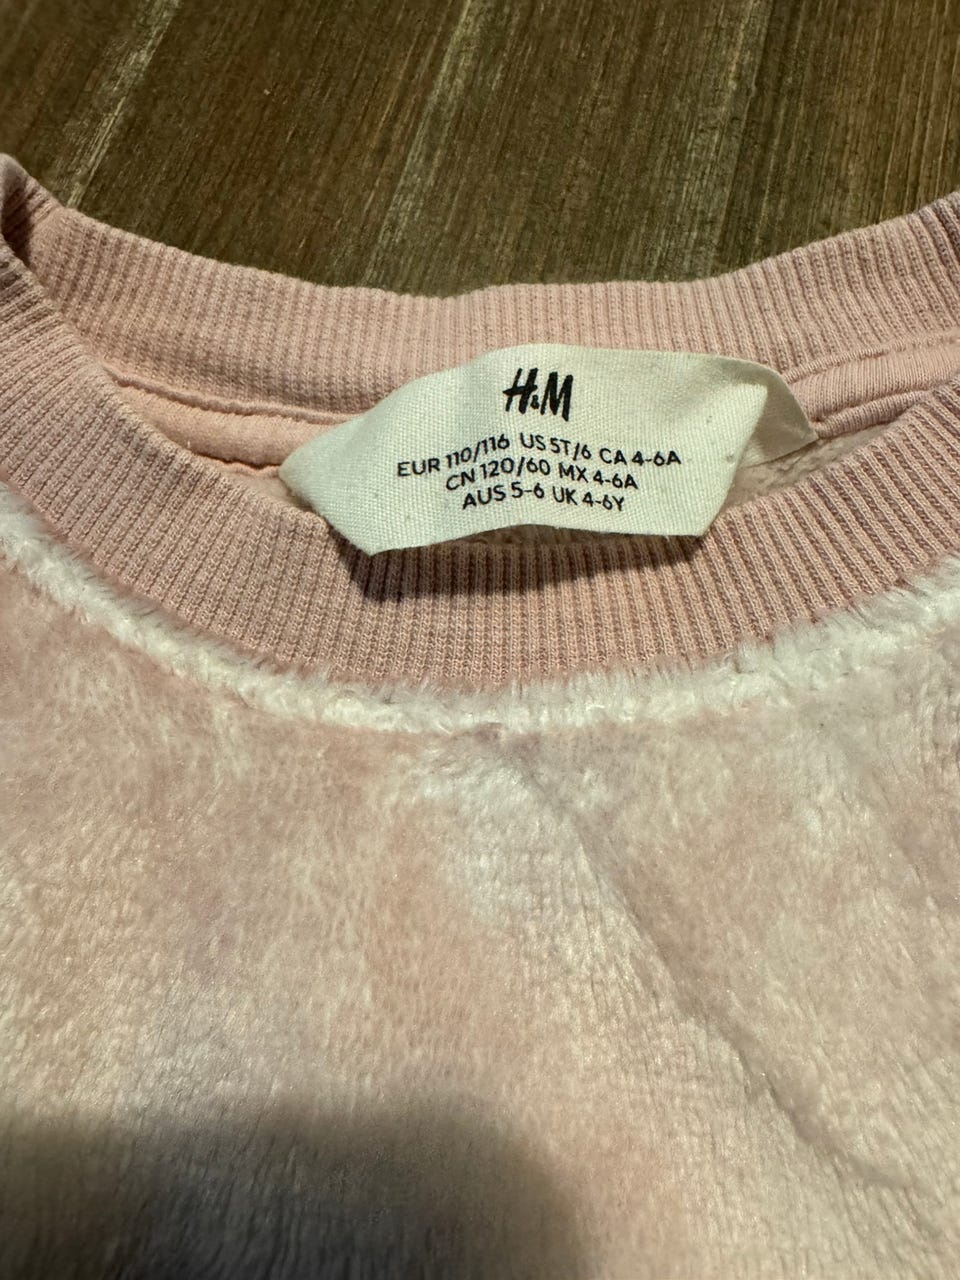 H&M
EUR 110/116 US 5T/6 CA 4-6A
CN 120/60 MX 4-6A
AUS 5-6 UK 4-6Y